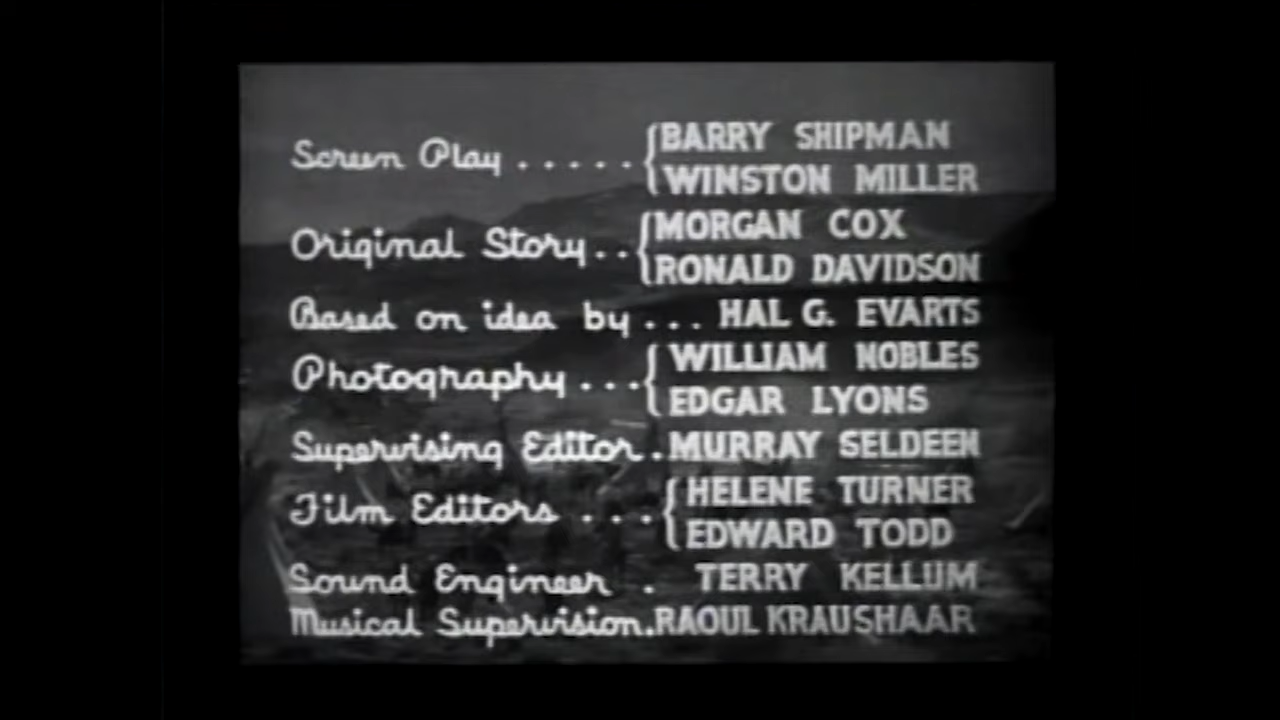 Screen Play . . . . . BARRY SHIPMAN
WINSTON MILLER
Original Story . . MORGAN COX
RONALD DAVIDSON
Based on idea by . . . HAL G. EVARTS
Photography . . . WILLIAM NOBLES
EDGAR LYONS
Supervising Editor . MURRAY SELDEEN
Film Editors . . . HELENE TURNER
EDWARD TODD
Sound Engineer . TERRY KELLUM
Musical Supervision . RAOUL KRAUSHAAR